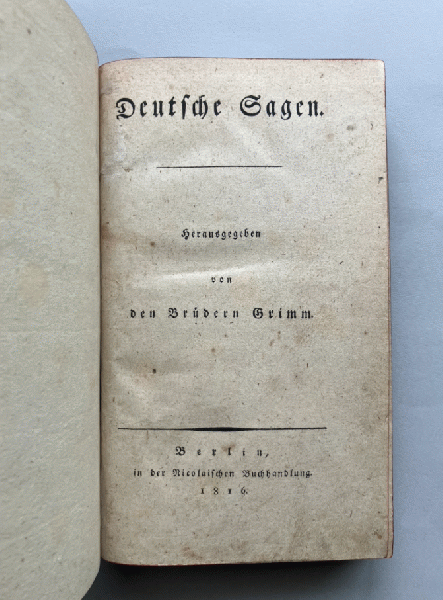 Deutſche Sagen.
Herausgegeben
von
den Brüdern Grimm.
Berlin,
in der Nicolaiſchen Buchhandlung.
1816.